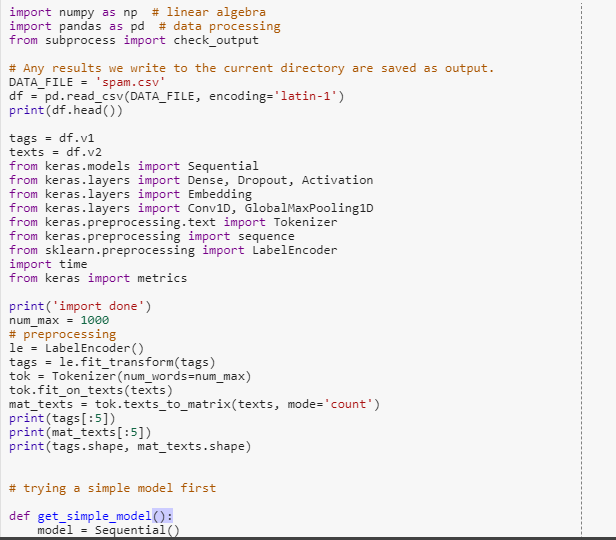 import numpy as np  # linear algebra
import pandas as pd  # data processing
from subprocess import check_output

# Any results we write to the current directory are saved as output.
DATA_FILE = 'spam.csv'
df = pd.read_csv(DATA_FILE, encoding='latin-1')
print(df.head())

tags = df.v1
texts = df.v2
from keras.models import Sequential
from keras.layers import Dense, Dropout, Activation
from keras.layers import Embedding
from keras.layers import Conv1D, GlobalMaxPooling1D
from keras.preprocessing.text import Tokenizer
from keras.preprocessing import sequence
from sklearn.preprocessing import LabelEncoder
import time
from keras import metrics

print('import done')
num_max = 1000
# preprocessing
le = LabelEncoder()
tags = le.fit_transform(tags)
tok = Tokenizer(num_words=num_max)
tok.fit_on_texts(texts)
mat_texts = tok.texts_to_matrix(texts, mode='count')
print(tags[:5])
print(mat_texts[:5])
print(tags.shape, mat_texts.shape)


# trying a simple model first

def get_simple_model():
    model = Sequential()